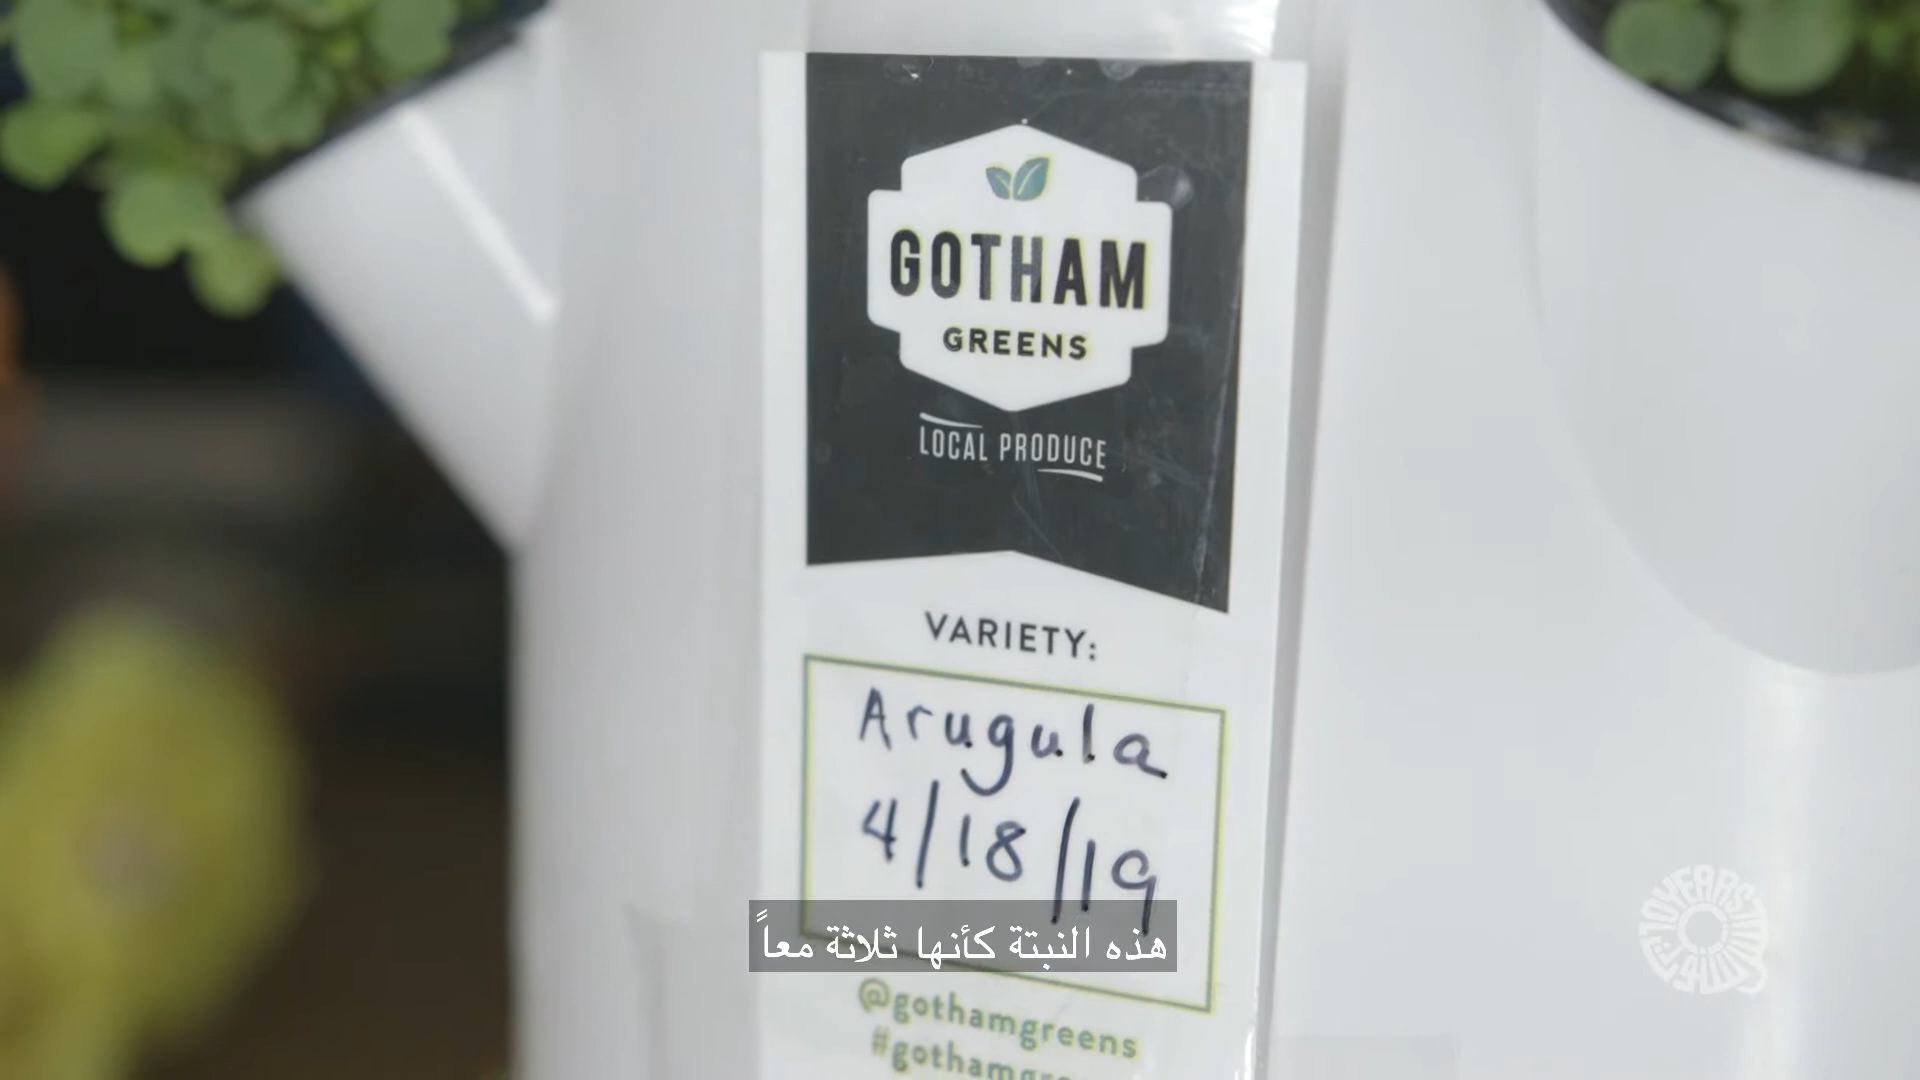 GOTHAM
GREENS
LOCAL PRODUCE
VARIETY:
Arugula
4/18/19
هذه النبتة كأنها ثلاثة معاً
@gothamgreens